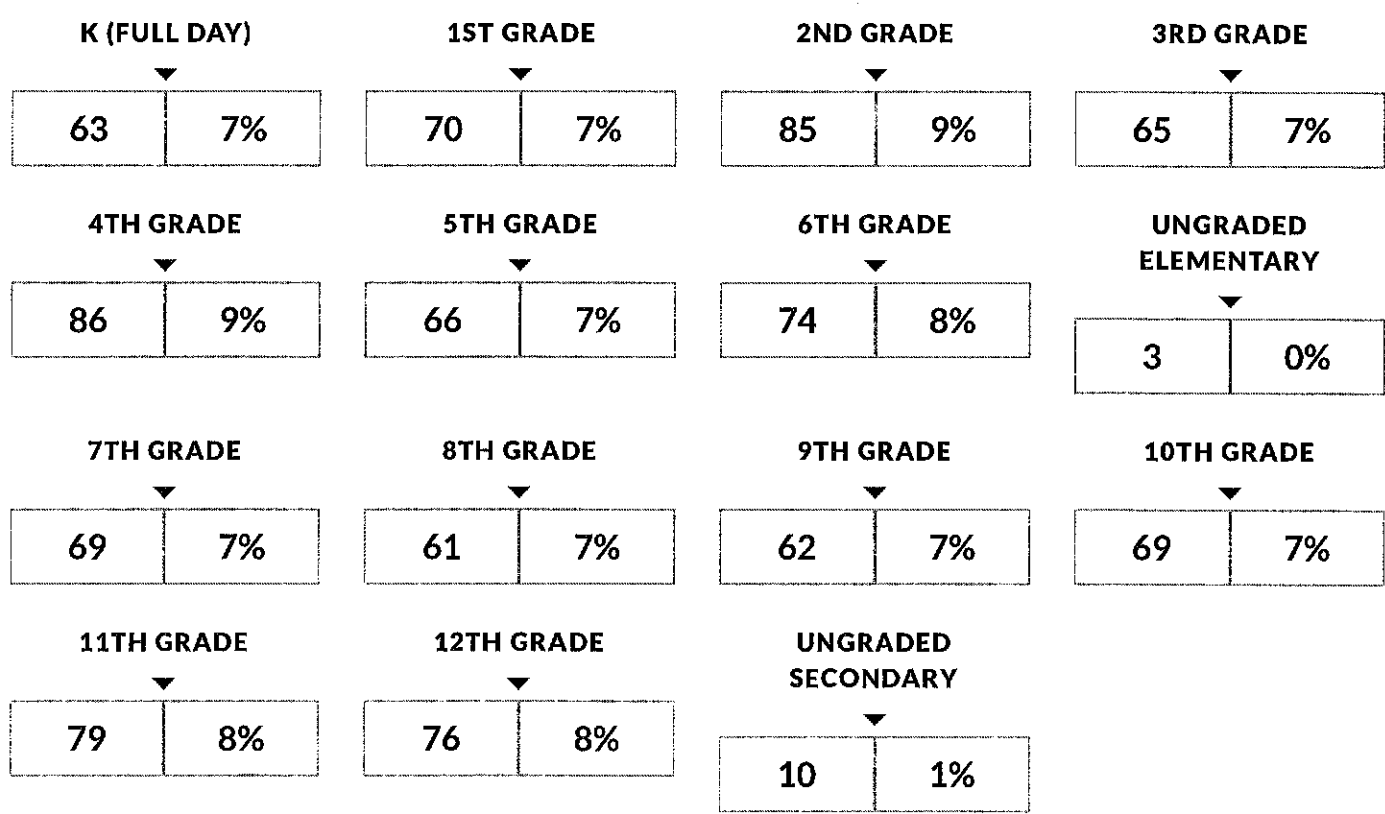 K (FULL DAY) 1ST GRADE 2ND GRADE 3RD GRADE
63 7% 70 7% 85 9% 65 7%
4TH GRADE 5TH GRADE 6TH GRADE UNGRADED
ELEMENTARY
86 9% 66 7% 74 8%
3 0%
7TH GRADE 8TH GRADE 9TH GRADE 10TH GRADE
69 7% 61 7% 62 7% 69 7%
11TH GRADE 12TH GRADE UNGRADED
SECONDARY
79 8% 76 8%
10 1%